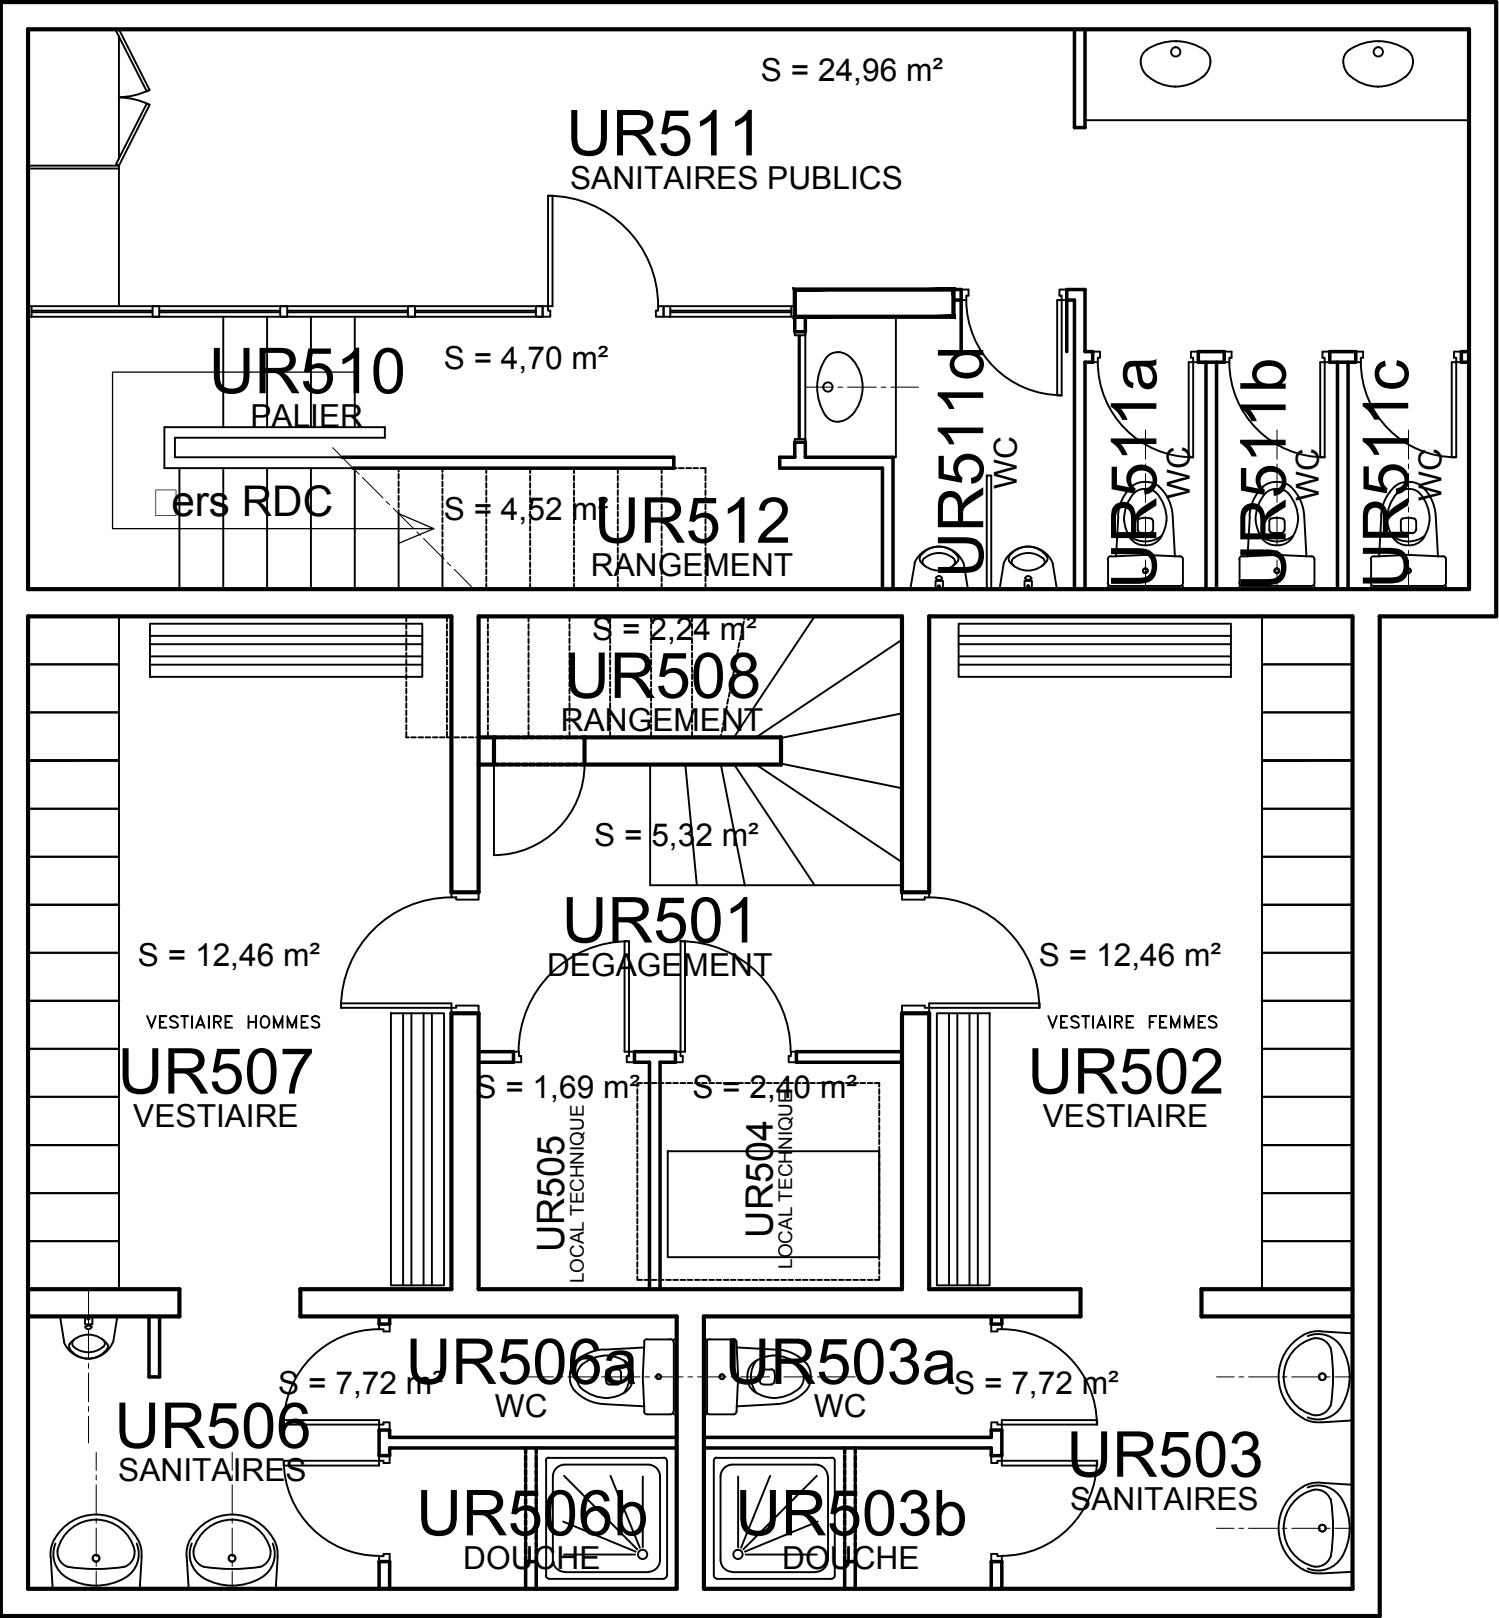 S = 24,96 m²
UR511
SANITAIRES PUBLICS
UR510
PALIER
S = 4,70 m²
ers RDC
S = 4,52 m²
UR512
RANGEMENT
UR511d
WC
UR511a
WC
UR511b
WC
UR511c
WC
S = 2,24 m²
UR508
RANGEMENT
S = 5,32 m²
UR501
DEGAGEMENT
S = 12,46 m²
VESTIAIRE HOMMES
UR507
VESTIAIRE
S = 12,46 m²
VESTIAIRE FEMMES
UR502
VESTIAIRE
S = 1,69 m²
UR505
LOCAL TECHNIQUE
S = 2,40 m²
UR504
LOCAL TECHNIQUE
S = 7,72 m²
UR506a
WC
UR503a
WC
S = 7,72 m²
UR506
SANITAIRES
UR503
SANITAIRES
UR506b
DOUCHE
UR503b
DOUCHE